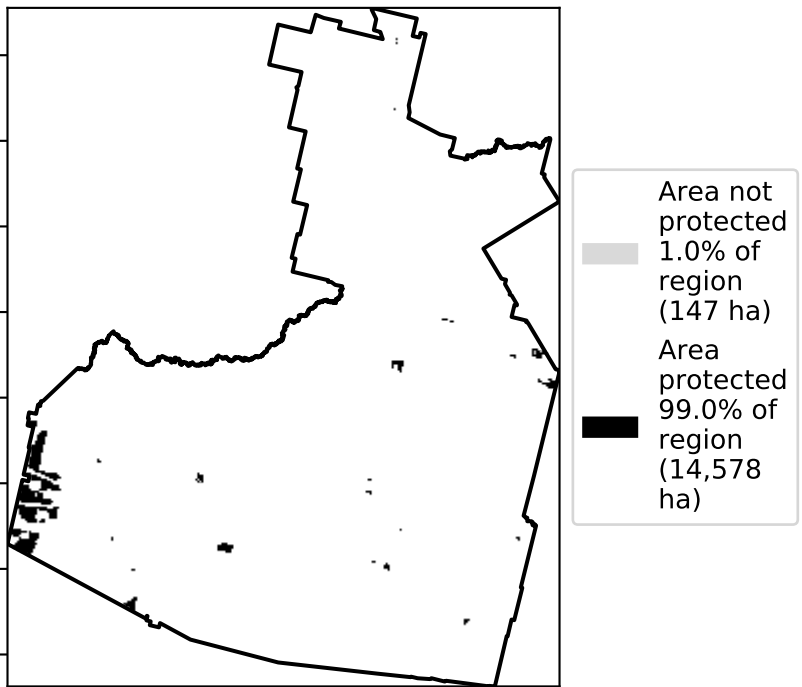 Area not
protected
1.0% of
region
(147 ha)
Area
protected
99.0% of
region
(14,578
ha)